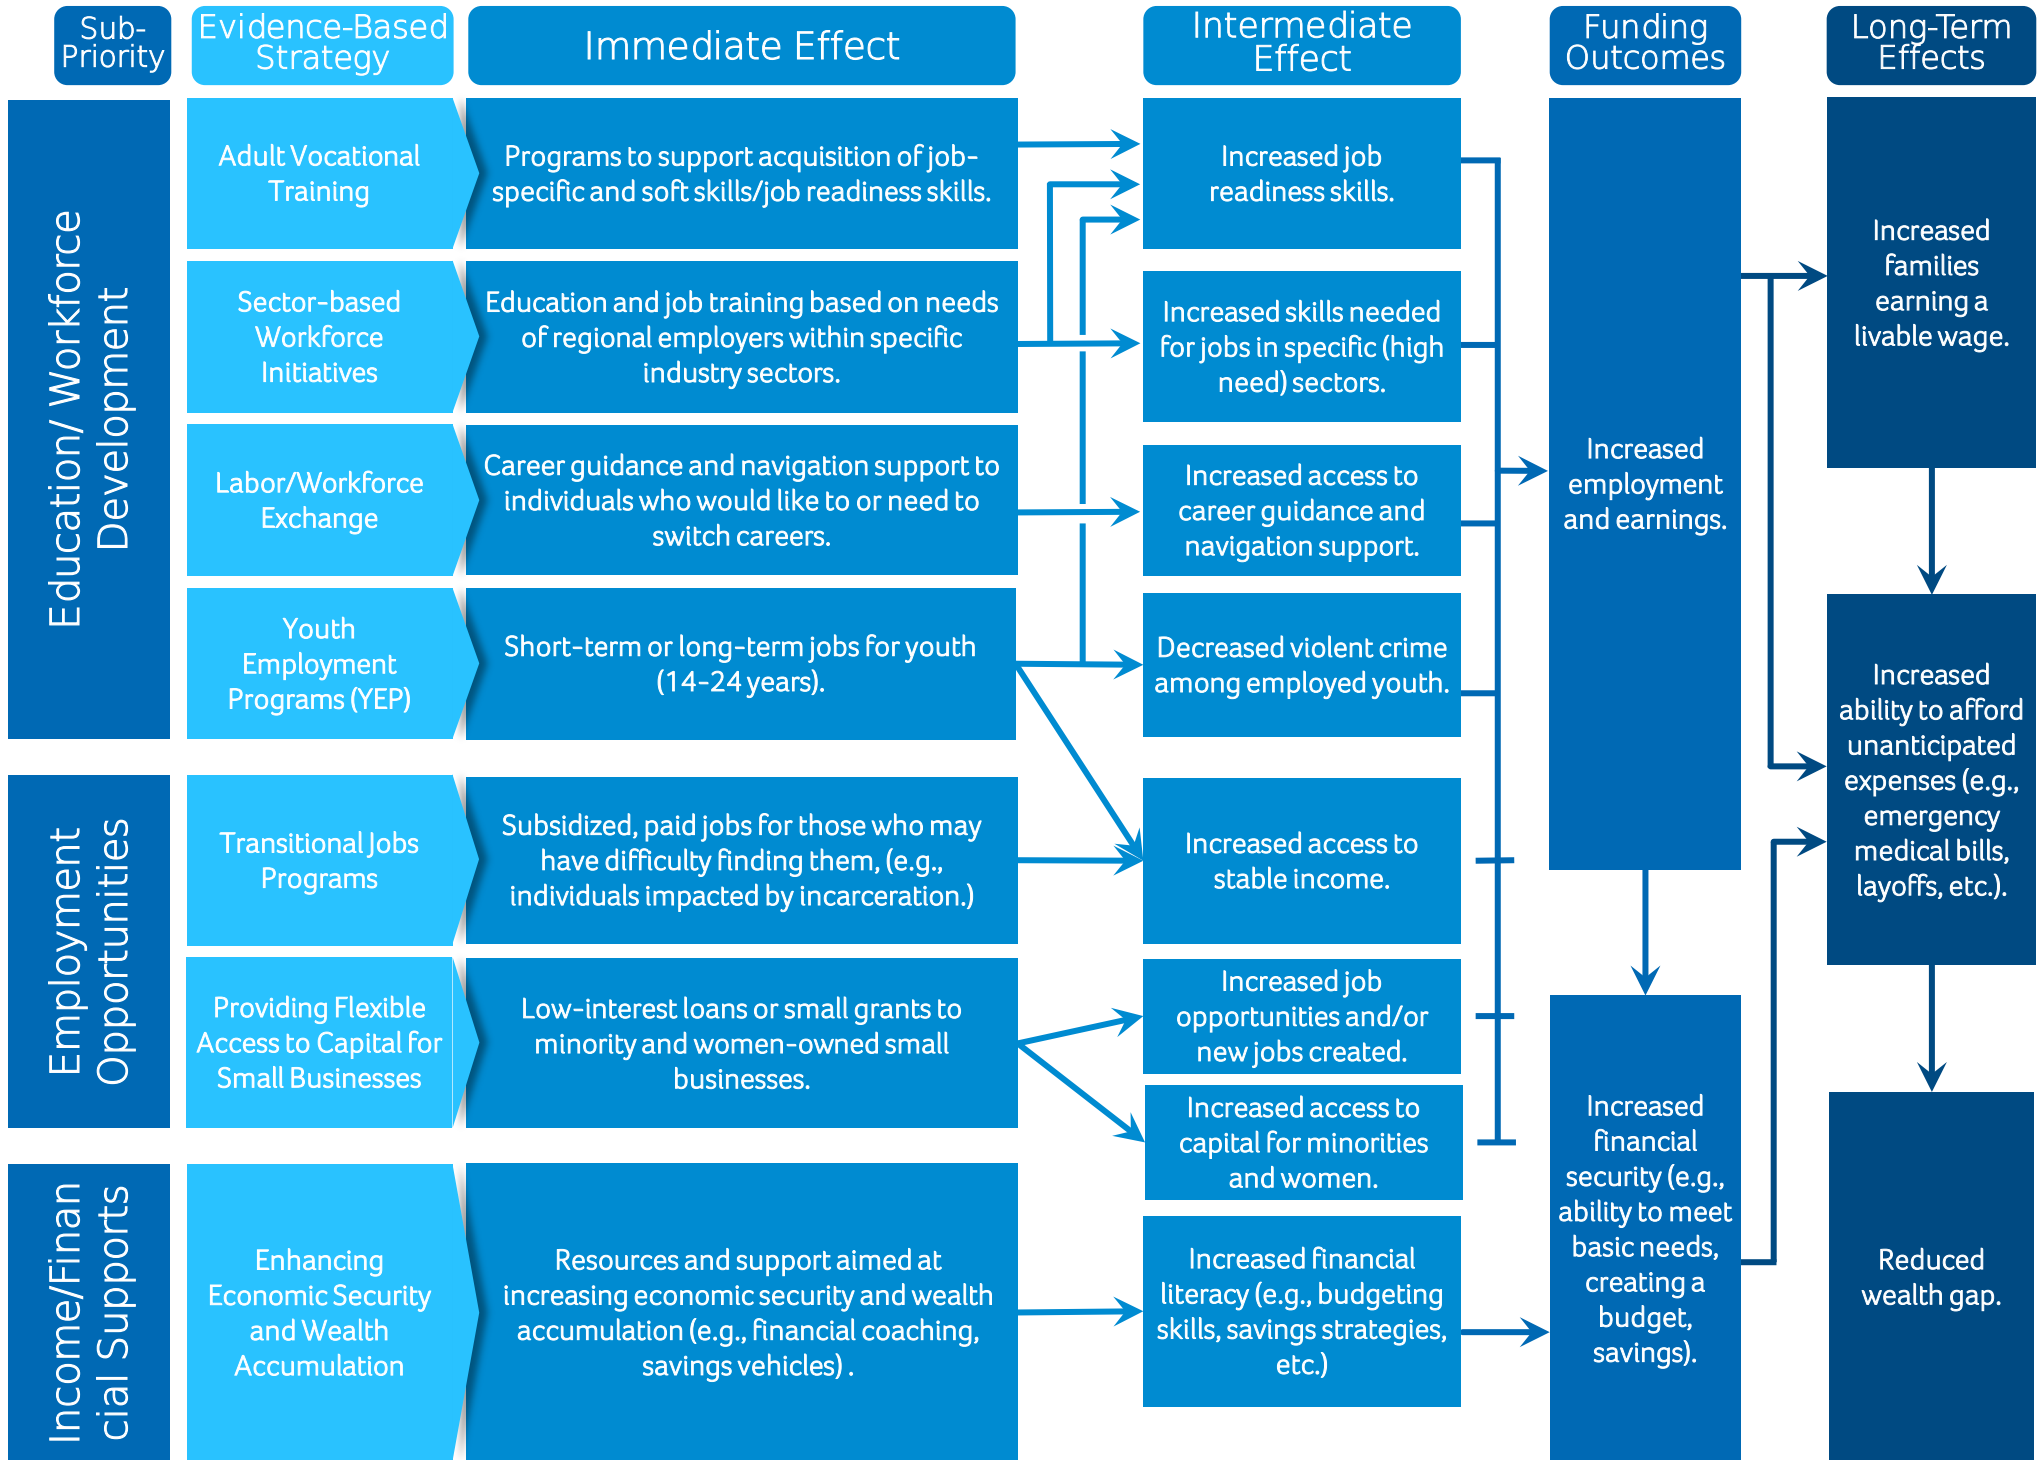 Sub-
Priority
Evidence-Based
Strategy
Immediate Effect
Intermediate
Effect
Funding
Outcomes
Long-Term
Effects
Education/ Workforce
Development
Adult Vocational
Training
Programs to support acquisition of job-
specific and soft skills/job readiness skills.
Increased job
readiness skills.
Sector-based
Workforce
Initiatives
Education and job training based on needs
of regional employers within specific
industry sectors.
Increased skills needed
for jobs in specific (high
need) sectors.
Labor/Workforce
Exchange
Career guidance and navigation support to
individuals who would like to or need to
switch careers.
Increased access to
career guidance and
navigation support.
Youth
Employment
Programs (YEP)
Short-term or long-term jobs for youth
(14-24 years).
Decreased violent crime
among employed youth.
Employment
Opportunities
Transitional Jobs
Programs
Subsidized, paid jobs for those who may
have difficulty finding them, (e.g.,
individuals impacted by incarceration.)
Increased access to
stable income.
Providing Flexible
Access to Capital for
Small Businesses
Low-interest loans or small grants to
minority and women-owned small
businesses.
Increased job
opportunities and/or
new jobs created.
Increased access to
capital for minorities
and women.
Income/Finan
cial Supports
Enhancing
Economic Security
and Wealth
Accumulation
Resources and support aimed at
increasing economic security and wealth
accumulation (e.g., financial coaching,
savings vehicles) .
Increased financial
literacy (e.g., budgeting
skills, savings strategies,
etc.)
Increased
employment
and earnings.
Increased
financial
security (e.g.,
ability to meet
basic needs,
creating a
budget,
savings).
Increased
families
earning a
livable wage.
Increased
ability to afford
unanticipated
expenses (e.g.,
emergency
medical bills,
layoffs, etc.).
Reduced
wealth gap.